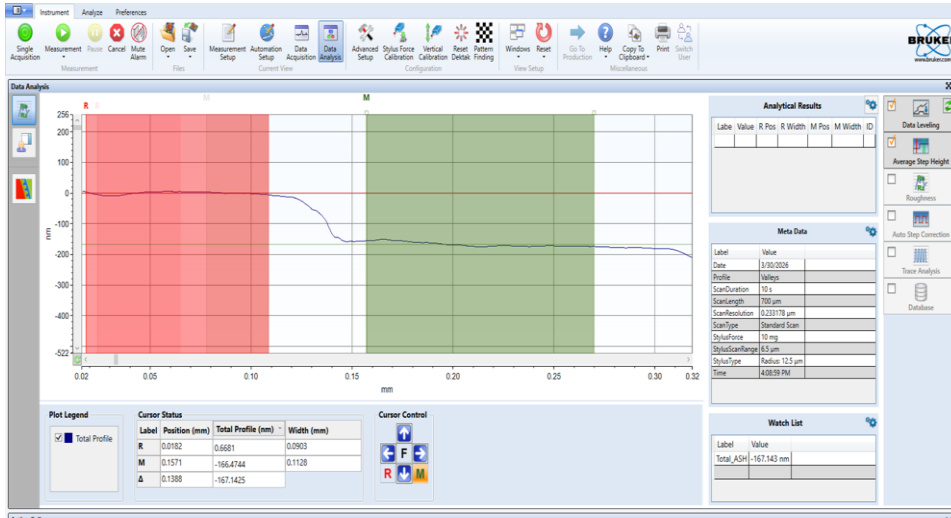 Instrument Analyze Preferences
Single Acquisition Measurement Pause Cancel Mute Alarm Open Save Measurement Setup Automation Setup Data Acquisition Data Analysis Advanced Setup Stylus Force Calibration Vertical Calibration Reset Dektak Pattern Finding Windows Reset Go To Production Help Copy To Clipboard Print Switch User
Measurement Files Current View Configuration View Setup Miscellaneous
BRUKER
www.bruker.com
Data Analysis
R M M
256
200
100
0
-100
-200
-300
-400
-522
nm
0.02 0.05 0.10 0.15 0.20 0.25 0.30 0.32
mm
Plot Legend
Total Profile
Cursor Status
Label Position (mm) Total Profile (nm) Width (mm)
R 0.0182 0.6681 0.0903
M 0.1571 -166.4744 0.1128
Δ 0.1388 -167.1425
Cursor Control
F
R M
Analytical Results
Labe Value R Pos R Width M Pos M Width ID
Meta Data
Label Value
Date 3/30/2026
Profile Valleys
ScanDuration 10 s
ScanLength 700 µm
ScanResolution 0.233178 µm
ScanType Standard Scan
StylusForce 10 mg
StylusScanRange 6.5 µm
StylusType Radius: 12.5 µm
Time 4:08:59 PM
Watch List
Label Value
Total_ASH -167.143 nm
Data Leveling
Average Step Height
Roughness
Auto Step Correction
Trace Analysis
Database